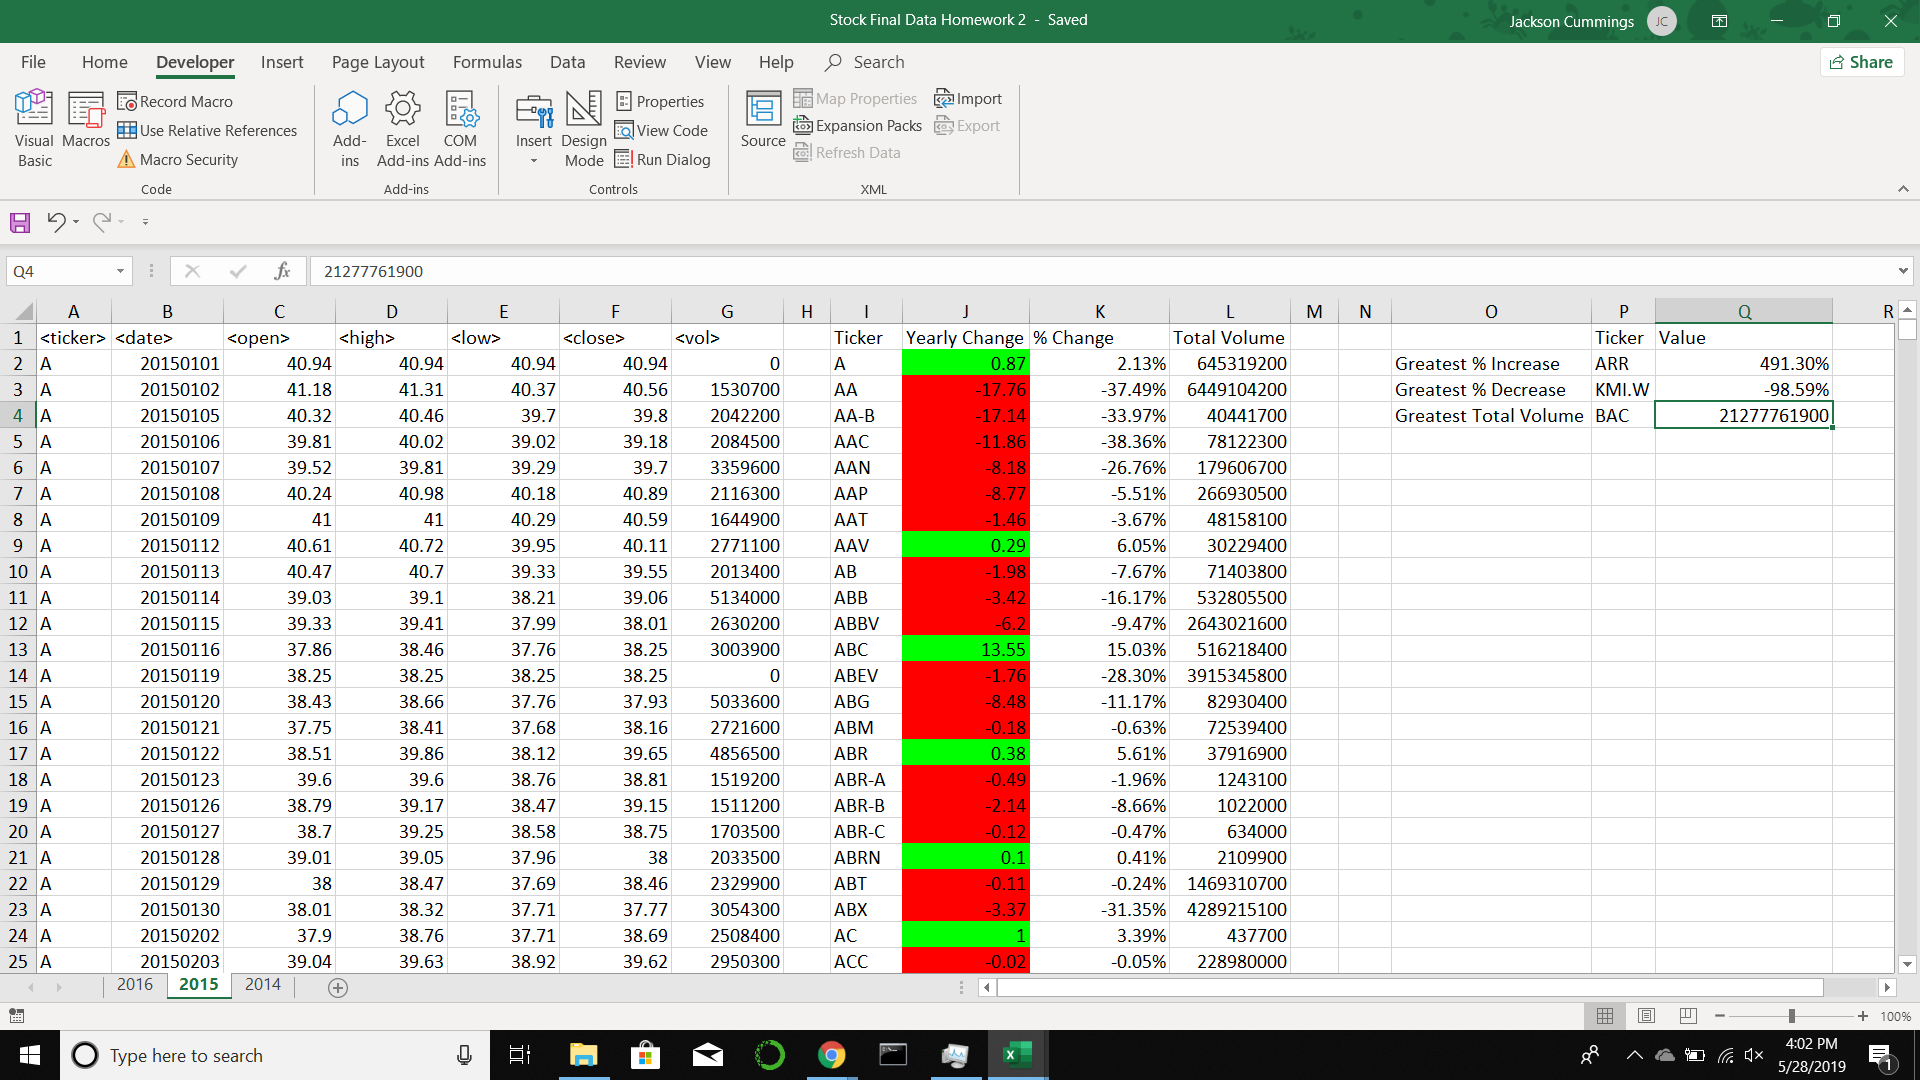 Stock Final Data Homework 2 - Saved
Jackson Cummings JC
File Home Developer Insert Page Layout Formulas Data Review View Help Search Share
Visual Basic
Macros
Record Macro
Use Relative References
Macro Security
Code
Add-ins
Excel Add-ins
COM Add-ins
Add-ins
Insert
Design Mode
Properties
View Code
Run Dialog
Controls
Source
Map Properties
Expansion Packs
Refresh Data
Import
Export
XML
Q4 fx 21277761900
A B C D E F G H I J K L M N O P Q R
1 <ticker> <date> <open> <high> <low> <close> <vol> Ticker Yearly Change % Change Total Volume Ticker Value
2 A 20150101 40.94 40.94 40.94 40.94 0 A 0.87 2.13% 645319200 Greatest % Increase ARR 491.30%
3 A 20150102 41.18 41.31 40.37 40.56 1530700 AA -17.76 -37.49% 6449104200 Greatest % Decrease KMI.W -98.59%
4 A 20150105 40.32 40.46 39.7 39.8 2042200 AA-B -17.14 -33.97% 40441700 Greatest Total Volume BAC 21277761900
5 A 20150106 39.81 40.02 39.02 39.18 2084500 AAC -11.86 -38.36% 78122300
6 A 20150107 39.52 39.81 39.29 39.7 3359600 AAN -8.18 -26.76% 179606700
7 A 20150108 40.24 40.98 40.18 40.89 2116300 AAP -8.77 -5.51% 266930500
8 A 20150109 41 41 40.29 40.59 1644900 AAT -1.46 -3.67% 48158100
9 A 20150112 40.61 40.72 39.95 40.11 2771100 AAV 0.29 6.05% 30229400
10 A 20150113 40.47 40.7 39.33 39.55 2013400 AB -1.98 -7.67% 71403800
11 A 20150114 39.03 39.1 38.21 39.06 5134000 ABB -3.42 -16.17% 532805500
12 A 20150115 39.33 39.41 37.99 38.01 2630200 ABBV -6.2 -9.47% 2643021600
13 A 20150116 37.86 38.46 37.76 38.25 3003900 ABC 13.55 15.03% 516218400
14 A 20150119 38.25 38.25 38.25 38.25 0 ABEV -1.76 -28.30% 3915345800
15 A 20150120 38.43 38.66 37.76 37.93 5033600 ABG -8.48 -11.17% 82930400
16 A 20150121 37.75 38.41 37.68 38.16 2721600 ABM -0.18 -0.63% 72539400
17 A 20150122 38.51 39.86 38.12 39.65 4856500 ABR 0.38 5.61% 37916900
18 A 20150123 39.6 39.6 38.76 38.81 1519200 ABR-A -0.49 -1.96% 1243100
19 A 20150126 38.79 39.17 38.47 39.15 1511200 ABR-B -2.14 -8.66% 1022000
20 A 20150127 38.7 39.25 38.58 38.75 1703500 ABR-C -0.12 -0.47% 634000
21 A 20150128 39.01 39.05 37.96 38 2033500 ABRN 0.1 0.41% 2109900
22 A 20150129 38 38.47 37.69 38.46 2329900 ABT -0.11 -0.24% 1469310700
23 A 20150130 38.01 38.32 37.71 37.77 3054300 ABX -3.37 -31.35% 4289215100
24 A 20150202 37.9 38.76 37.71 38.69 2508400 AC 1 3.39% 437700
25 A 20150203 39.04 39.63 38.92 39.62 2950300 ACC -0.02 -0.05% 228980000
2016 2015 2014
100%
Type here to search
4:02 PM
5/28/2019
1